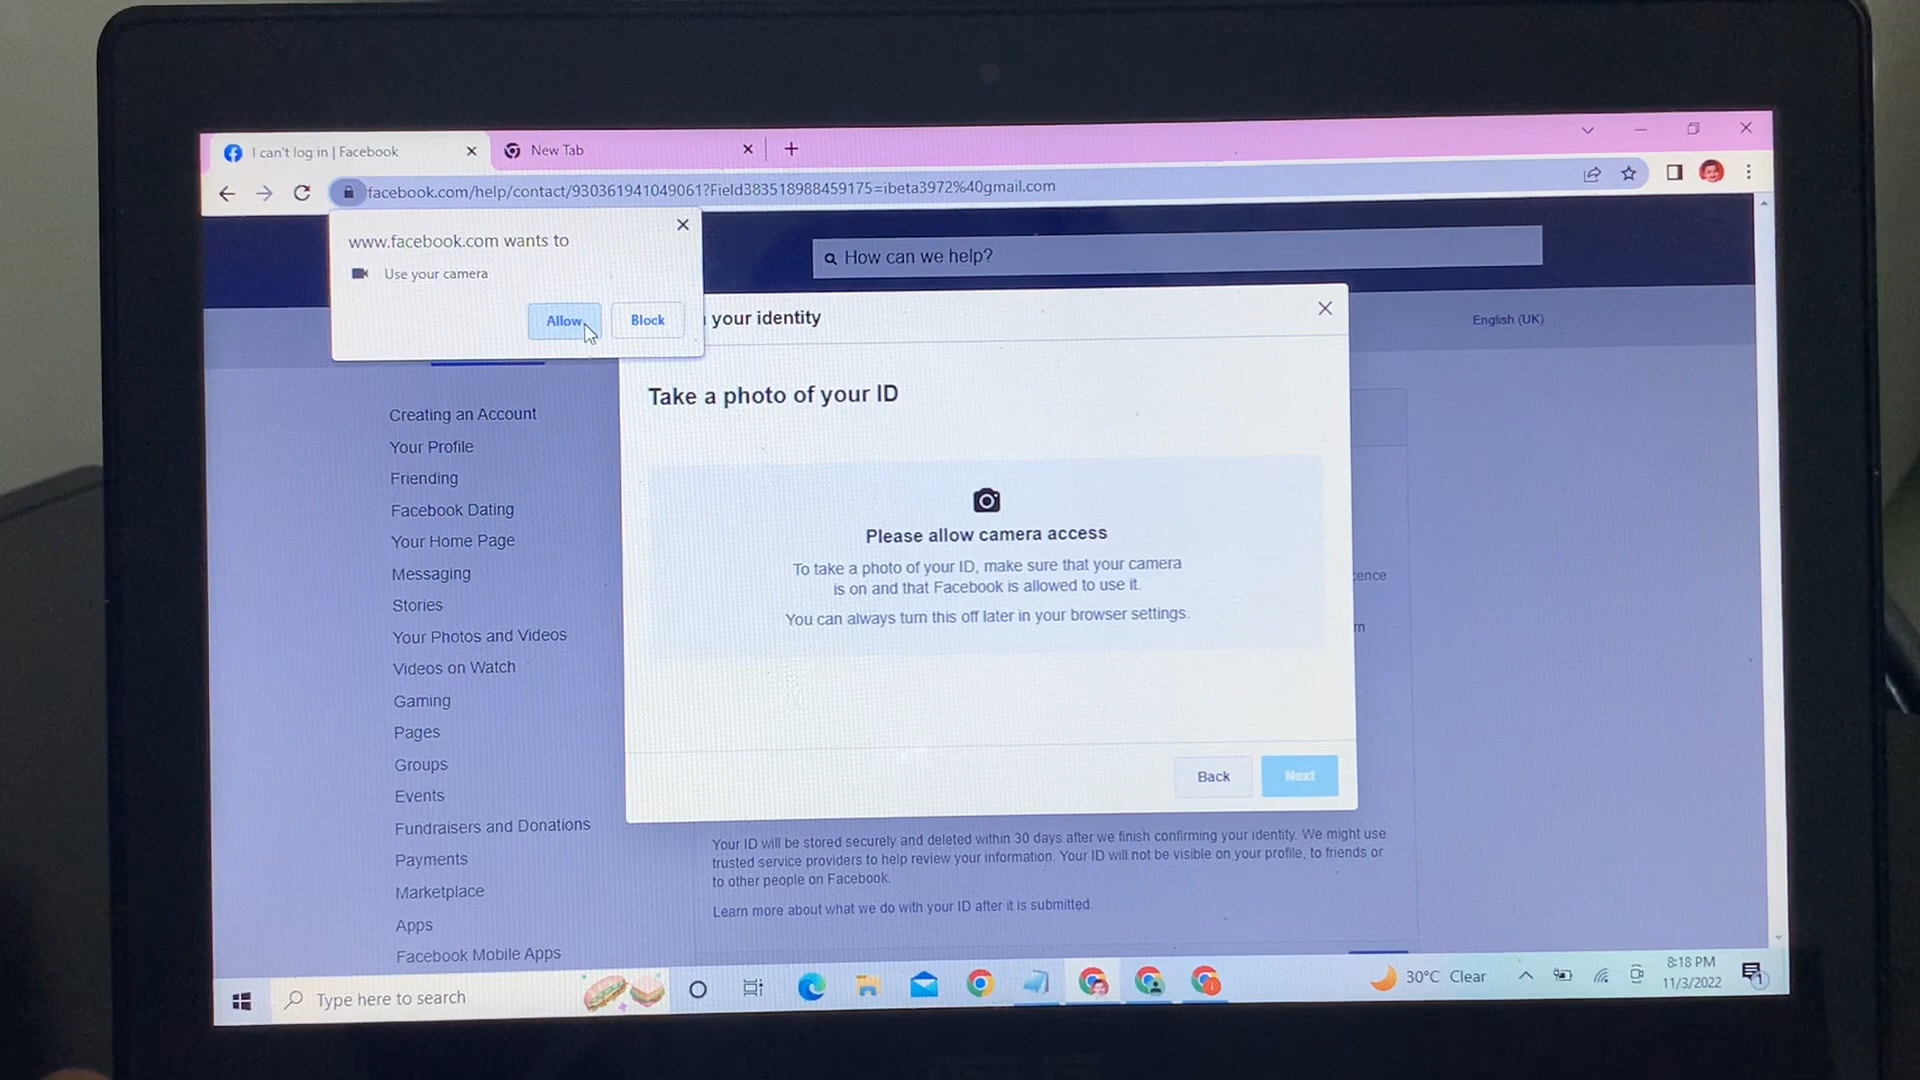 I can't log in | Facebook
New Tab
facebook.com/help/contact/930361941049061?Field383518988459175=ibeta3972%40gmail.com
www.facebook.com wants to
Use your camera
Allow
Block
How can we help?
English (UK)
your identity
Take a photo of your ID
Please allow camera access
To take a photo of your ID, make sure that your camera
is on and that Facebook is allowed to use it.
You can always turn this off later in your browser settings.
Back
Next
Creating an Account
Your Profile
Friending
Facebook Dating
Your Home Page
Messaging
Stories
Your Photos and Videos
Videos on Watch
Gaming
Pages
Groups
Events
Fundraisers and Donations
Payments
Marketplace
Apps
Facebook Mobile Apps
Your ID will be stored securely and deleted within 30 days after we finish confirming your identity. We might use
trusted service providers to help review your information. Your ID will not be visible on your profile, to friends or
to other people on Facebook.
Learn more about what we do with your ID after it is submitted.
Type here to search
30°C Clear
8:18 PM
11/3/2022
1